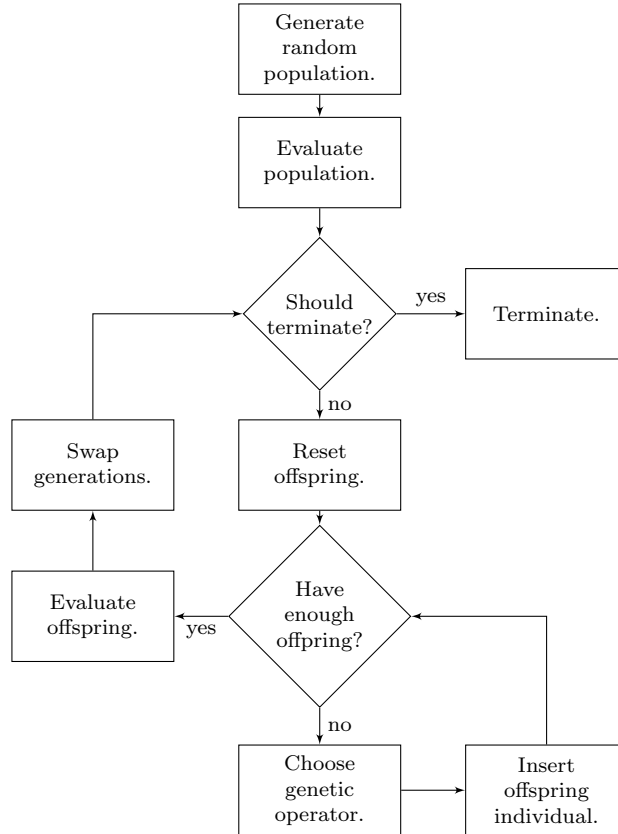 Generate
random
population.
Evaluate
population.
Should
terminate?
yes
Terminate.
no
Swap
generations.
Reset
offspring.
Evaluate
offspring.
yes
Have
enough
offpring?
no
Choose
genetic
operator.
Insert
offspring
individual.